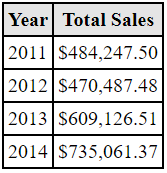 Year Total Sales
2011 $484,247.50
2012 $470,487.48
2013 $609,126.51
2014 $735,061.37